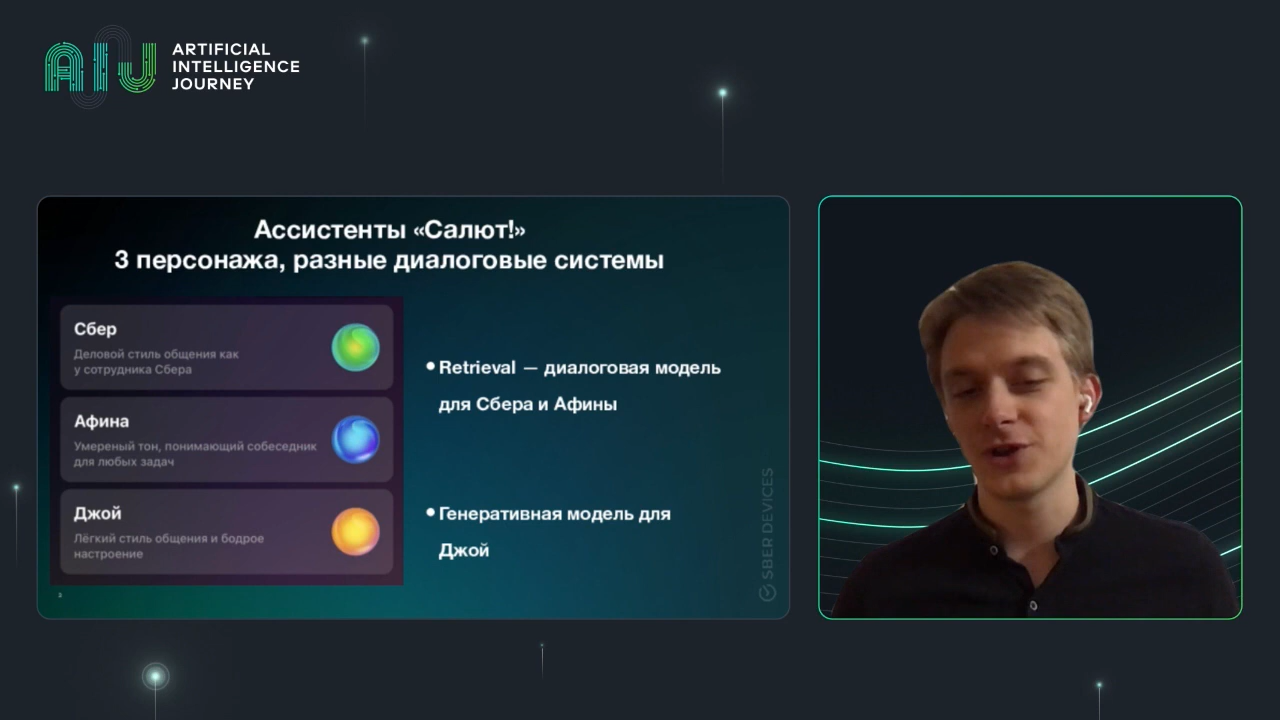 ARTIFICIAL
INTELLIGENCE
JOURNEY
Ассистенты «Салют!»
3 персонажа, разные диалоговые системы
Сбер
Деловой стиль общения как
у сотрудника Сбера
Афина
Умереный тон, понимающий собеседник
для любых задач
Джой
Лёгкий стиль общения и бодрое
настроение
• Retrieval — диалоговая модель
для Сбера и Афины
• Генеративная модель для
Джой
SBER DEVICES
3